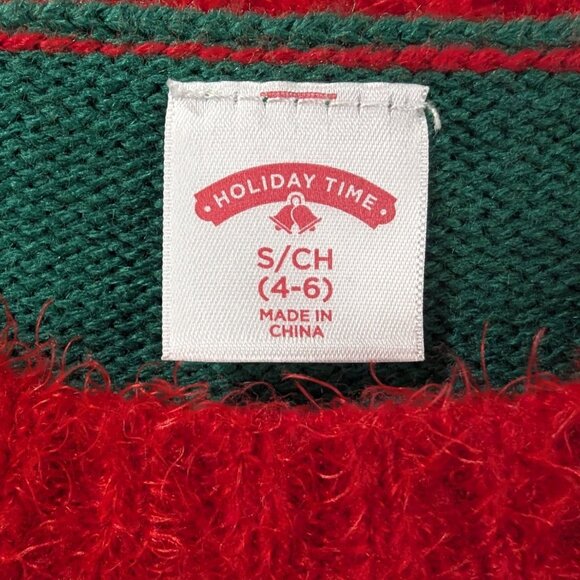 • HOLIDAY TIME •
S/CH
(4-6)
MADE IN
CHINA